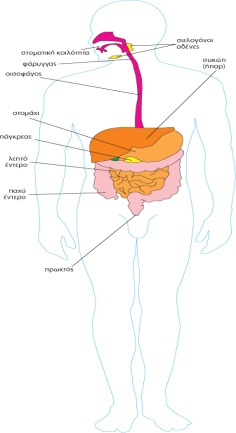 στοματική κοιλότητα
φάρυγγας
οισοφάγος
σιελογόνοι
αδένες
συκώτι
(ήπαρ)
στομάχι
πάγκρεας
λεπτό
έντερο
παχύ
έντερο
πρωκτός